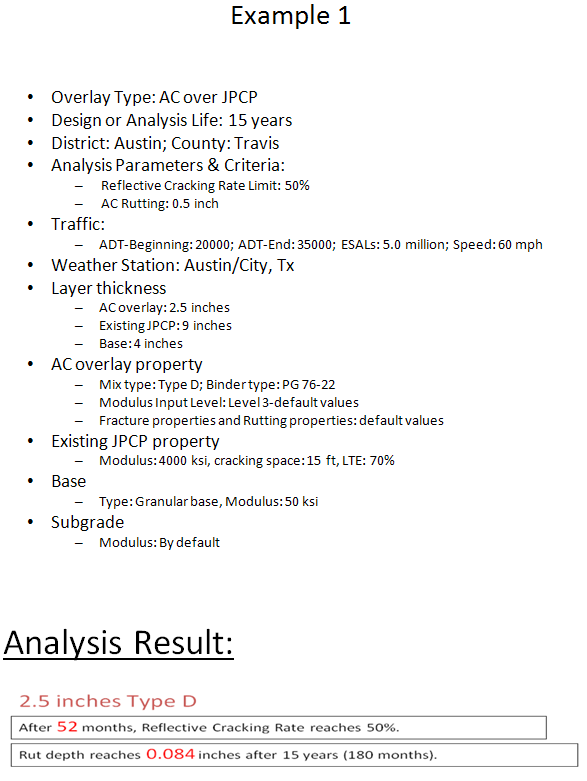 Example 1
• Overlay Type: AC over JPCP
• Design or Analysis Life: 15 years
• District: Austin; County: Travis
• Analysis Parameters & Criteria:
– Reflective Cracking Rate Limit: 50%
– AC Rutting: 0.5 inch
• Traffic:
– ADT-Beginning: 20000; ADT-End: 35000; ESALs: 5.0 million; Speed: 60 mph
• Weather Station: Austin/City, Tx
• Layer thickness
– AC overlay: 2.5 inches
– Existing JPCP: 9 inches
– Base: 4 inches
• AC overlay property
– Mix type: Type D; Binder type: PG 76-22
– Modulus Input Level: Level 3-default values
– Fracture properties and Rutting properties: default values
• Existing JPCP property
– Modulus: 4000 ksi, cracking space: 15 ft, LTE: 70%
• Base
– Type: Granular base, Modulus: 50 ksi
• Subgrade
– Modulus: By default
Analysis Result:
2.5 inches Type D
After 52 months, Reflective Cracking Rate reaches 50%.
Rut depth reaches 0.084 inches after 15 years (180 months).